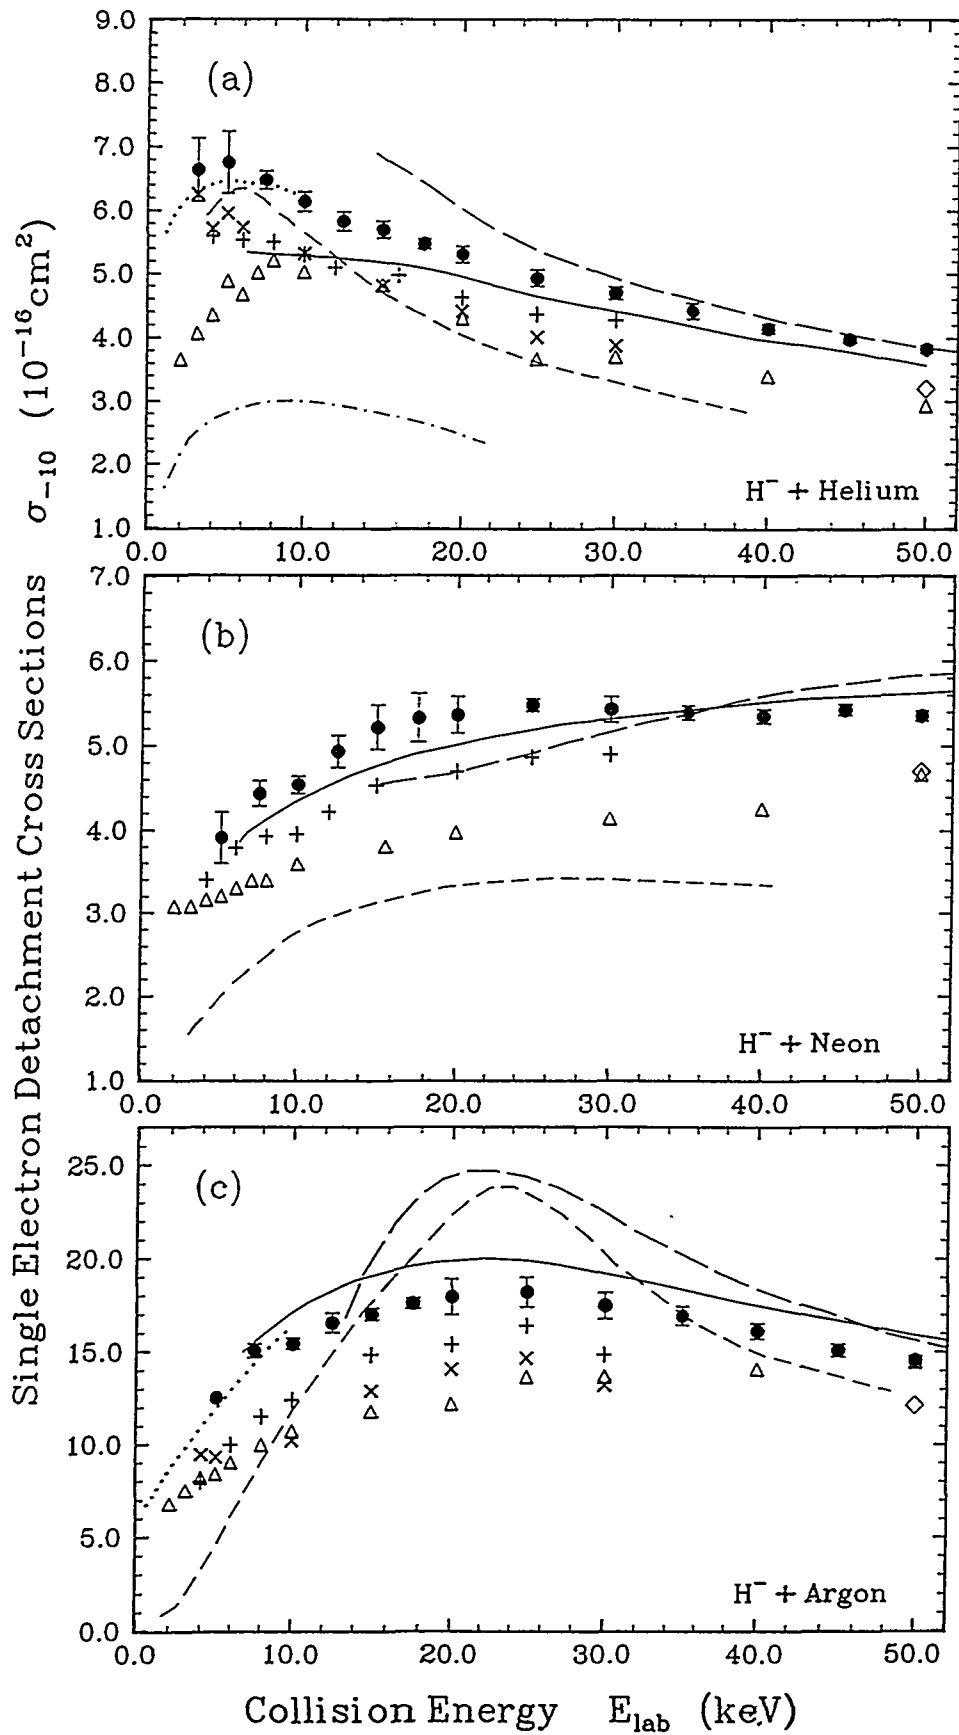 Single Electron Detachment Cross Sections σ₋₁₀ (10⁻¹⁶cm²)
9.0
8.0
7.0
6.0
5.0
4.0
3.0
2.0
1.0
(a)
H⁻ + Helium
0.0 10.0 20.0 30.0 40.0 50.0
7.0
6.0
5.0
4.0
3.0
2.0
1.0
(b)
H⁻ + Neon
0.0 10.0 20.0 30.0 40.0 50.0
25.0
20.0
15.0
10.0
5.0
0.0
(c)
H⁻ + Argon
0.0 10.0 20.0 30.0 40.0 50.0
Collision Energy E_lab (keV)